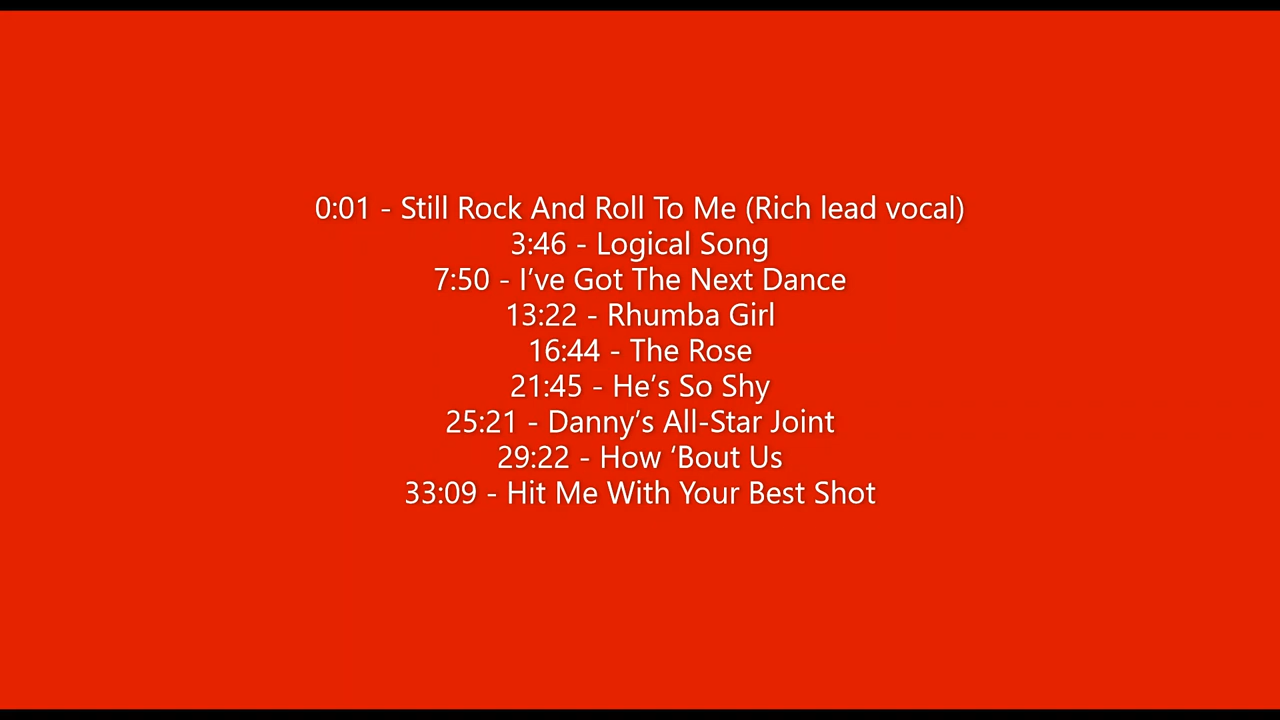 0:01 - Still Rock And Roll To Me (Rich lead vocal)
3:46 - Logical Song
7:50 - I’ve Got The Next Dance
13:22 - Rhumba Girl
16:44 - The Rose
21:45 - He’s So Shy
25:21 - Danny’s All-Star Joint
29:22 - How ‘Bout Us
33:09 - Hit Me With Your Best Shot